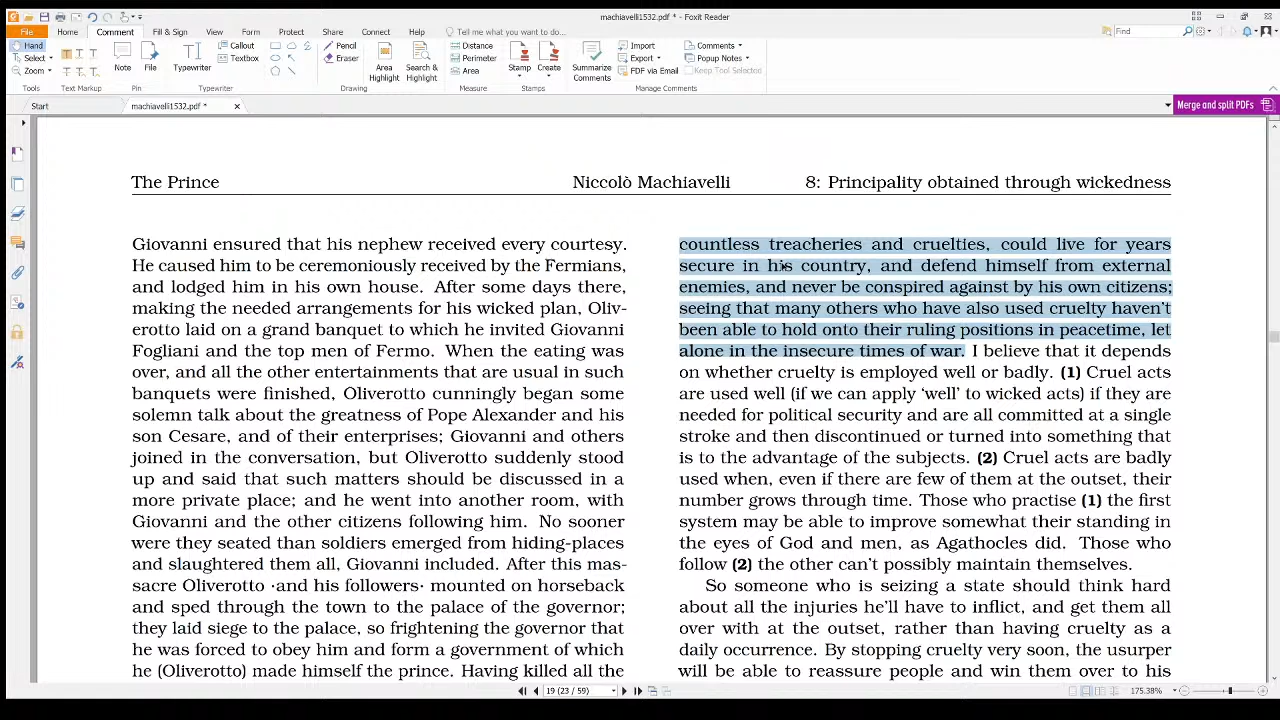 machiavelli1532.pdf * - Foxit Reader
File
Home
Comment
Fill & Sign
View
Form
Protect
Share
Connect
Help
Tell me what you want to do...
Find
Hand
Select
Zoom
Tools
Text Markup
Note
File
Pin
Typewriter
Callout
Textbox
Typewriter
Pencil
Eraser
Drawing
Area Highlight
Search & Highlight
Distance
Perimeter
Area
Measure
Stamp
Create
Stamps
Summarize Comments
Import
Export
FDF via Email
Comments
Popup Notes
Keep Tool Selected
Manage Comments
Start
machiavelli1532.pdf *
Merge and split PDFs
The Prince
Niccolò Machiavelli
8: Principality obtained through wickedness
Giovanni ensured that his nephew received every courtesy.
He caused him to be ceremoniously received by the Fermians,
and lodged him in his own house. After some days there,
making the needed arrangements for his wicked plan, Oliv-
erotto laid on a grand banquet to which he invited Giovanni
Fogliani and the top men of Fermo. When the eating was
over, and all the other entertainments that are usual in such
banquets were finished, Oliverotto cunningly began some
solemn talk about the greatness of Pope Alexander and his
son Cesare, and of their enterprises; Giovanni and others
joined in the conversation, but Oliverotto suddenly stood
up and said that such matters should be discussed in a
more private place; and he went into another room, with
Giovanni and the other citizens following him. No sooner
were they seated than soldiers emerged from hiding-places
and slaughtered them all, Giovanni included. After this mas-
sacre Oliverotto ·and his followers· mounted on horseback
and sped through the town to the palace of the governor;
they laid siege to the palace, so frightening the governor that
he was forced to obey him and form a government of which
he (Oliverotto) made himself the prince. Having killed all the
countless treacheries and cruelties, could live for years
secure in his country, and defend himself from external
enemies, and never be conspired against by his own citizens;
seeing that many others who have also used cruelty haven't
been able to hold onto their ruling positions in peacetime, let
alone in the insecure times of war. I believe that it depends
on whether cruelty is employed well or badly. (1) Cruel acts
are used well (if we can apply 'well' to wicked acts) if they are
needed for political security and are all committed at a single
stroke and then discontinued or turned into something that
is to the advantage of the subjects. (2) Cruel acts are badly
used when, even if there are few of them at the outset, their
number grows through time. Those who practise (1) the first
system may be able to improve somewhat their standing in
the eyes of God and men, as Agathocles did. Those who
follow (2) the other can't possibly maintain themselves.
So someone who is seizing a state should think hard
about all the injuries he'll have to inflict, and get them all
over with at the outset, rather than having cruelty as a
daily occurrence. By stopping cruelty very soon, the usurper
will be able to reassure people and win them over to his
19 (23 / 59)
175.38%